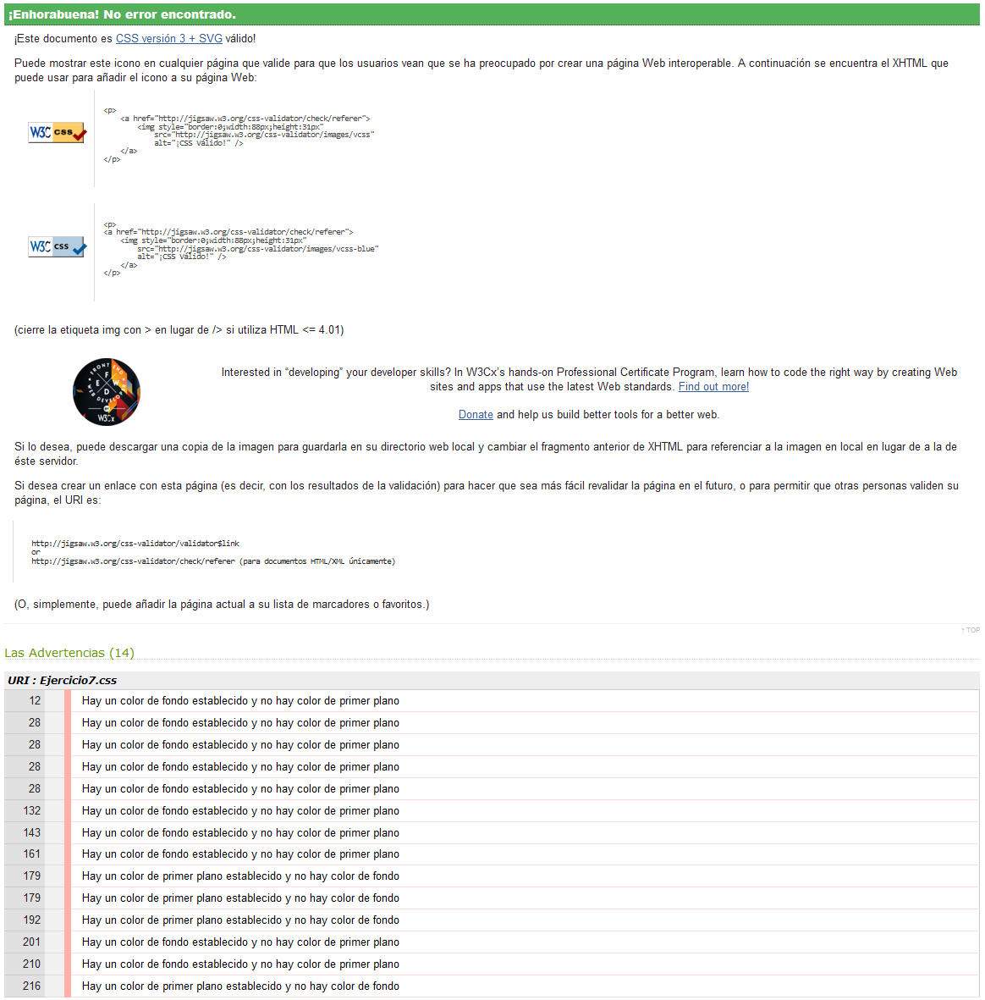 ¡Enhorabuena! No error encontrado.
¡Este documento es CSS versión 3 + SVG válido!
Puede mostrar este icono en cualquier página que valide para que los usuarios vean que se ha preocupado por crear una página Web interoperable. A continuación se encuentra el XHTML que
puede usar para añadir el icono a su página Web:
<p>
<a href="http://jigsaw.w3.org/css-validator/check/referer">
<img style="border:0;width:88px;height:31px"
src="http://jigsaw.w3.org/css-validator/images/vcss"
alt="¡CSS Válido!" />
</a>
</p>
W3C css
<p>
<a href="http://jigsaw.w3.org/css-validator/check/referer">
<img style="border:0;width:88px;height:31px"
src="http://jigsaw.w3.org/css-validator/images/vcss-blue"
alt="¡CSS Válido!" />
</a>
</p>
W3C css
(cierre la etiqueta img con > en lugar de /> si utiliza HTML <= 4.01)
FRONT END
F
E W
D
WEB DEVELOPER
W3Cx
Interested in “developing” your developer skills? In W3Cx’s hands-on Professional Certificate Program, learn how to code the right way by creating Web
sites and apps that use the latest Web standards. Find out more!
Donate and help us build better tools for a better web.
Si lo desea, puede descargar una copia de la imagen para guardarla en su directorio web local y cambiar el fragmento anterior de XHTML para referenciar a la imagen en local en lugar de a la de
éste servidor.
Si desea crear un enlace con esta página (es decir, con los resultados de la validación) para hacer que sea más fácil revalidar la página en el futuro, o para permitir que otras personas validen su
página, el URI es:
http://jigsaw.w3.org/css-validator/validator$link
or
http://jigsaw.w3.org/css-validator/check/referer (para documentos HTML/XML únicamente)
(O, simplemente, puede añadir la página actual a su lista de marcadores o favoritos.)
↑ TOP
Las Advertencias (14)
URI : Ejercicio7.css
12 Hay un color de fondo establecido y no hay color de primer plano
28 Hay un color de fondo establecido y no hay color de primer plano
28 Hay un color de fondo establecido y no hay color de primer plano
28 Hay un color de fondo establecido y no hay color de primer plano
28 Hay un color de fondo establecido y no hay color de primer plano
132 Hay un color de fondo establecido y no hay color de primer plano
143 Hay un color de fondo establecido y no hay color de primer plano
161 Hay un color de fondo establecido y no hay color de primer plano
179 Hay un color de primer plano establecido y no hay color de fondo
179 Hay un color de primer plano establecido y no hay color de fondo
192 Hay un color de primer plano establecido y no hay color de fondo
201 Hay un color de fondo establecido y no hay color de primer plano
210 Hay un color de fondo establecido y no hay color de primer plano
216 Hay un color de primer plano establecido y no hay color de fondo